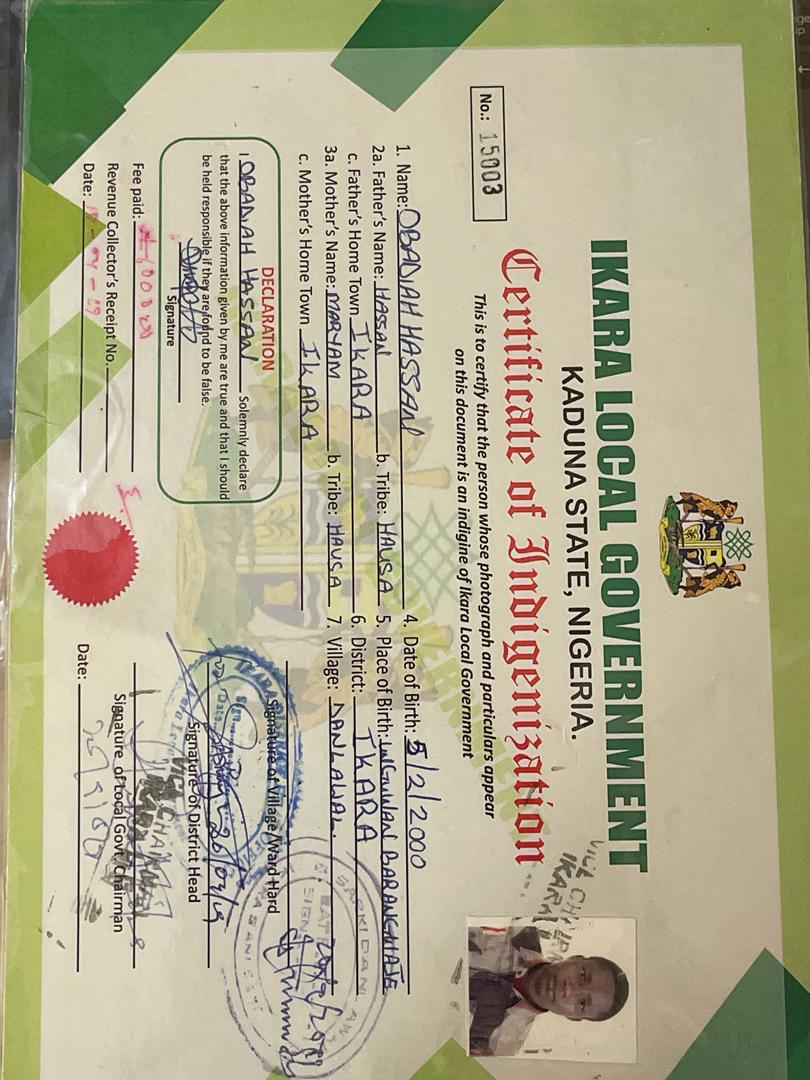 IKARA LOCAL GOVERNMENT
KADUNA STATE, NIGERIA.
Certificate of Indigenization
No.: 15003
This is to certify that the person whose photograph and particulars appear
on this document is an indigine of Ikara Local Government
1. Name: OBADIAH HASSAN
4. Date of Birth: 5/2/2000
2a. Father's Name: HASSAN b. Tribe: HAUSA
5. Place of Birth: UNGUWAN
c. Father's Home Town IKARA
6. District: IKARA
3a. Mother's Name: MARYAM b. Tribe: HAUSA
7. Village: DANLAWAL
c. Mother's Home Town IKARA
DECLARATION
I OBADIAH HASSAN Solemnly declare
that the above information given by me are true and that I should
be held responsible if they are found to be false.
Signature
Signature of Village/Ward Hard
Signature of District Head
Fee paid:
Revenue Collector's Receipt No.
Date:
Signature of Local Govt. Chairman
Date: